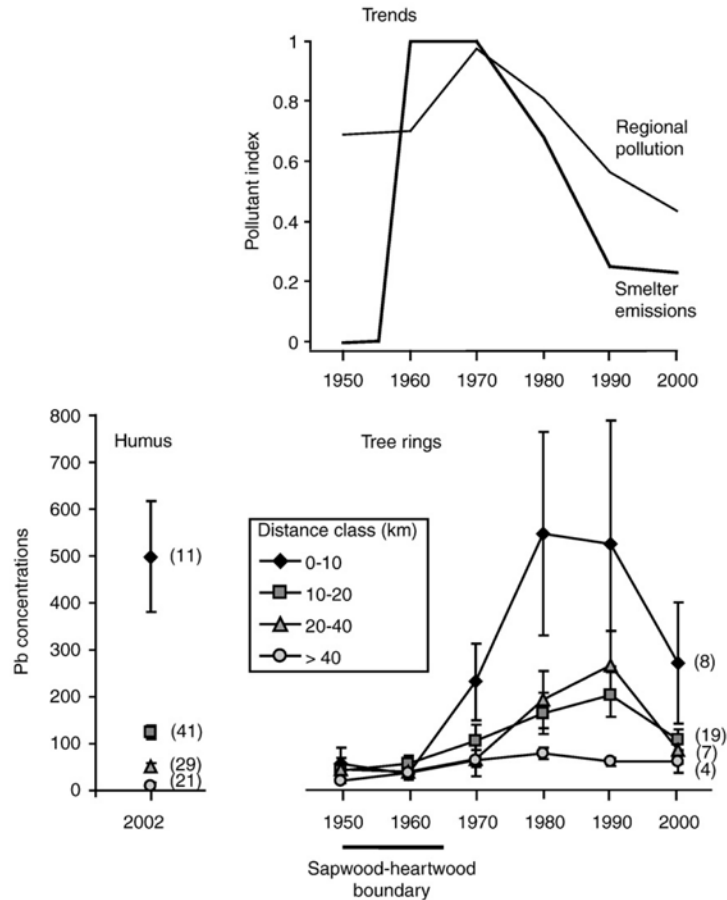 Trends
1
0.8
0.6
0.4
0.2
0
Pollutant index
Regional
pollution
Smelter
emissions
1950 1960 1970 1980 1990 2000
800
700
600
500
400
300
200
100
0
Pb concentrations
Humus
(11)
(41)
(29)
(21)
2002
Tree rings
Distance class (km)
0-10
10-20
20-40
> 40
(8)
(19)
(7)
(4)
1950 1960 1970 1980 1990 2000
Sapwood-heartwood
boundary